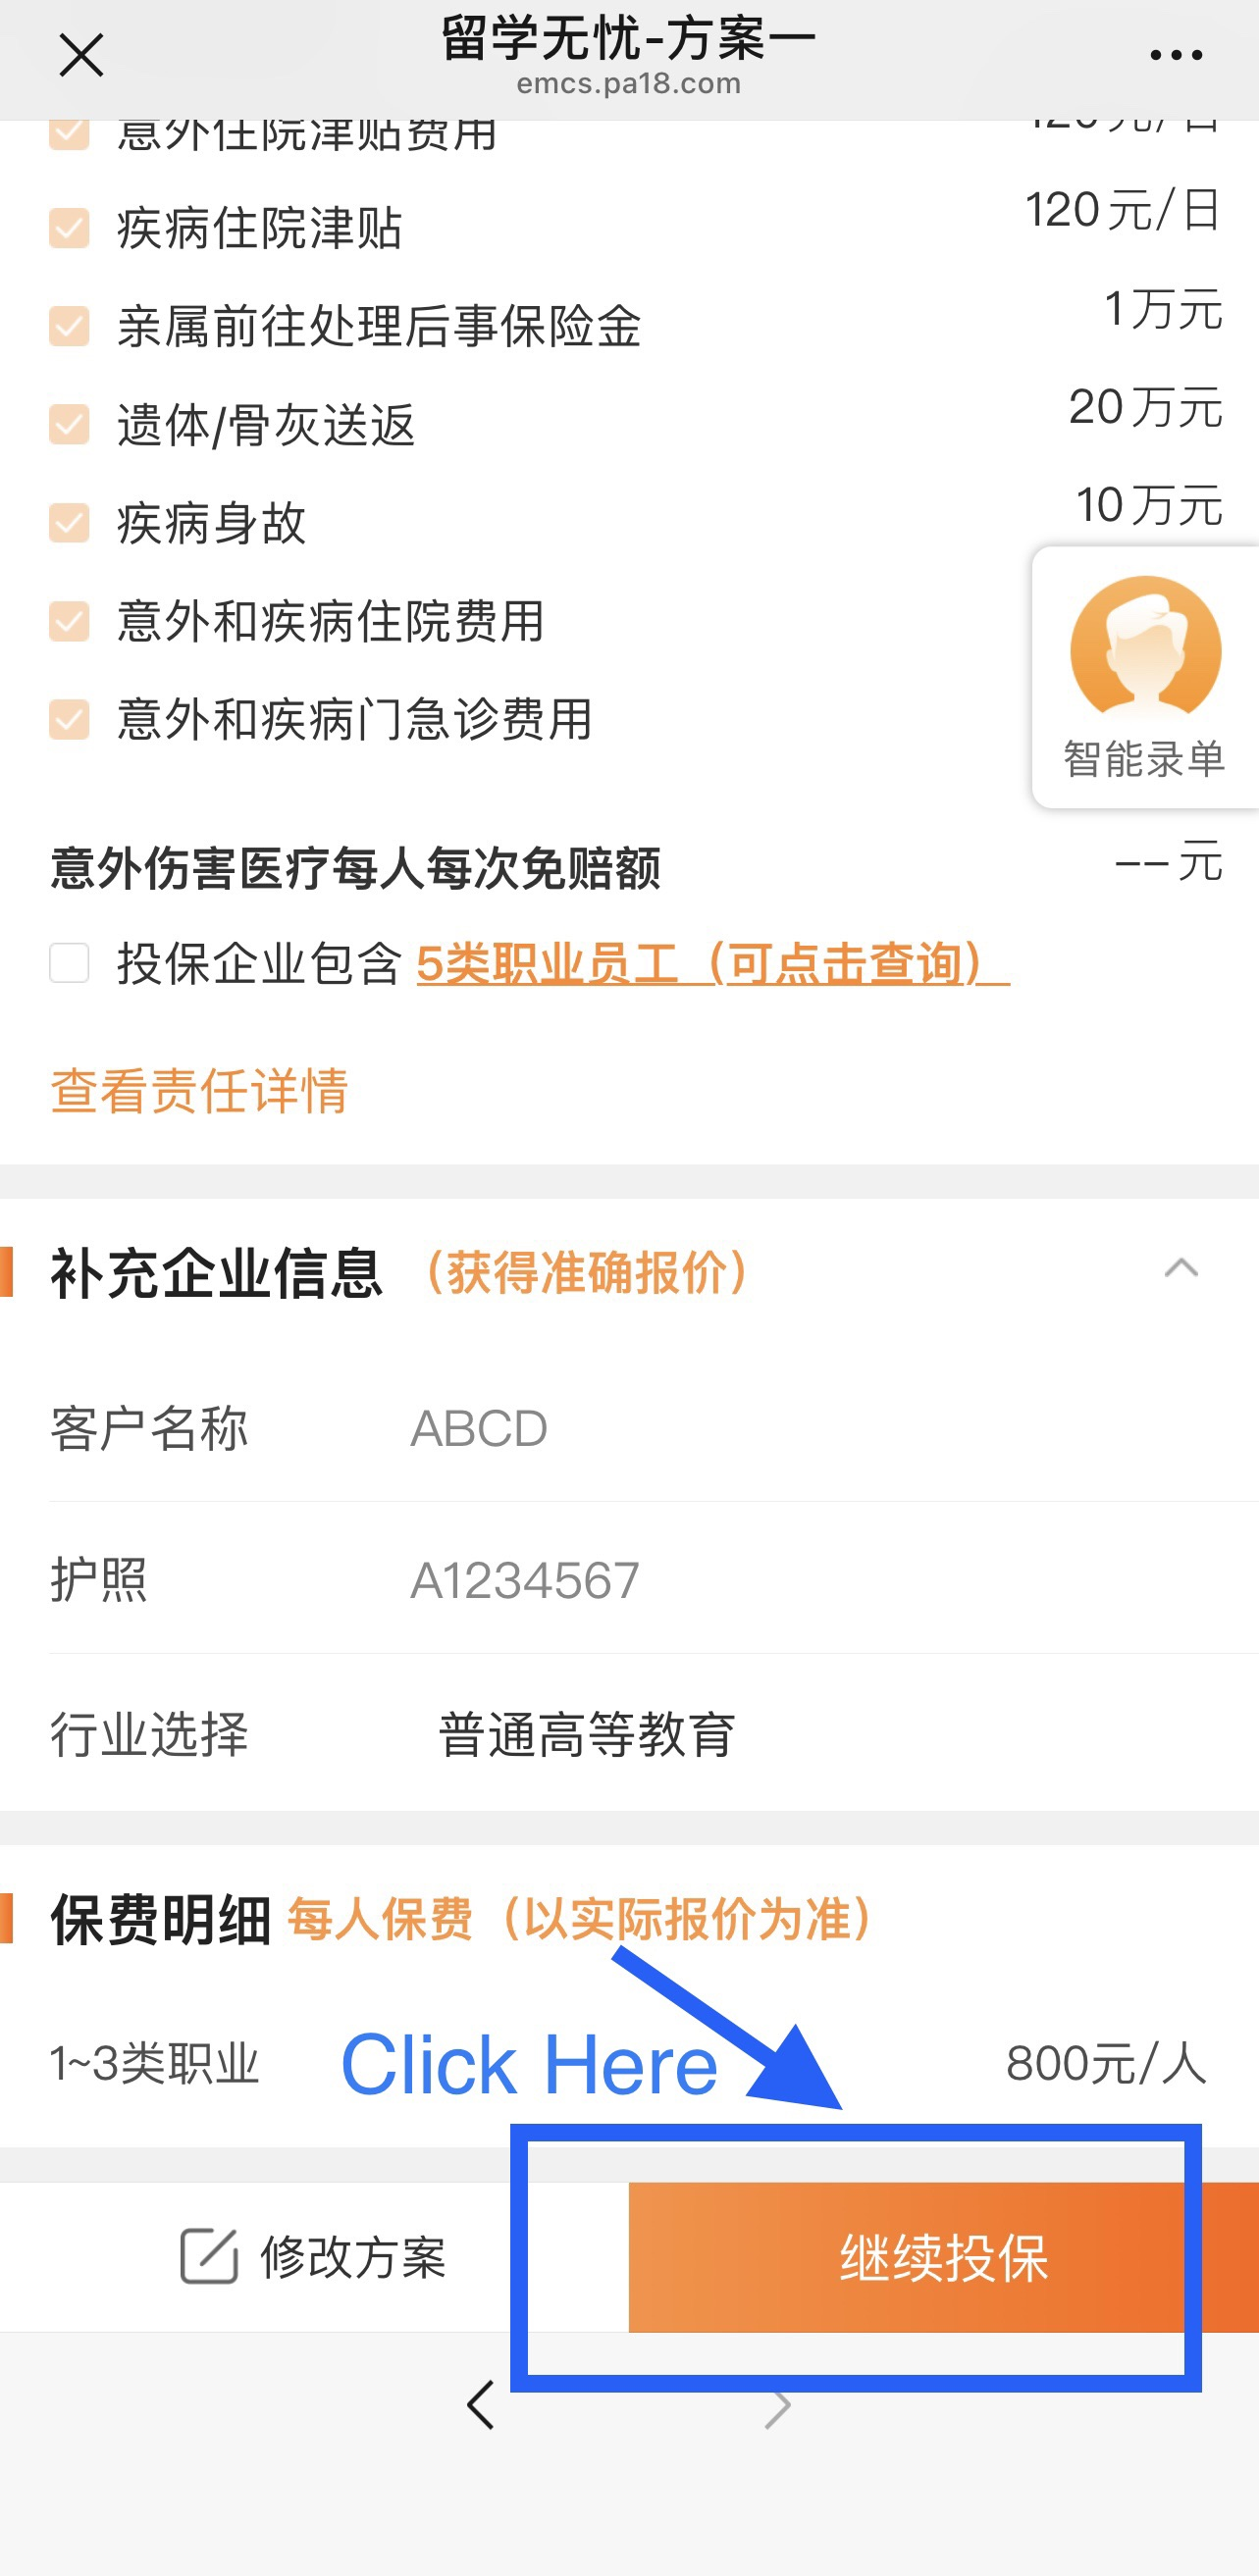 留学无忧-方案一
emcs.pa18.com
意外住院津贴费用 120元/日
疾病住院津贴 120元/日
亲属前往处理后事保险金 1万元
遗体/骨灰送返 20万元
疾病身故 10万元
意外和疾病住院费用
意外和疾病门急诊费用
智能录单
意外伤害医疗每人每次免赔额 --元
投保企业包含 5类职业员工（可点击查询）
查看责任详情
补充企业信息 （获得准确报价）
客户名称 ABCD
护照 A1234567
行业选择 普通高等教育
保费明细 每人保费（以实际报价为准）
1~3类职业 Click Here 800元/人
修改方案 继续投保